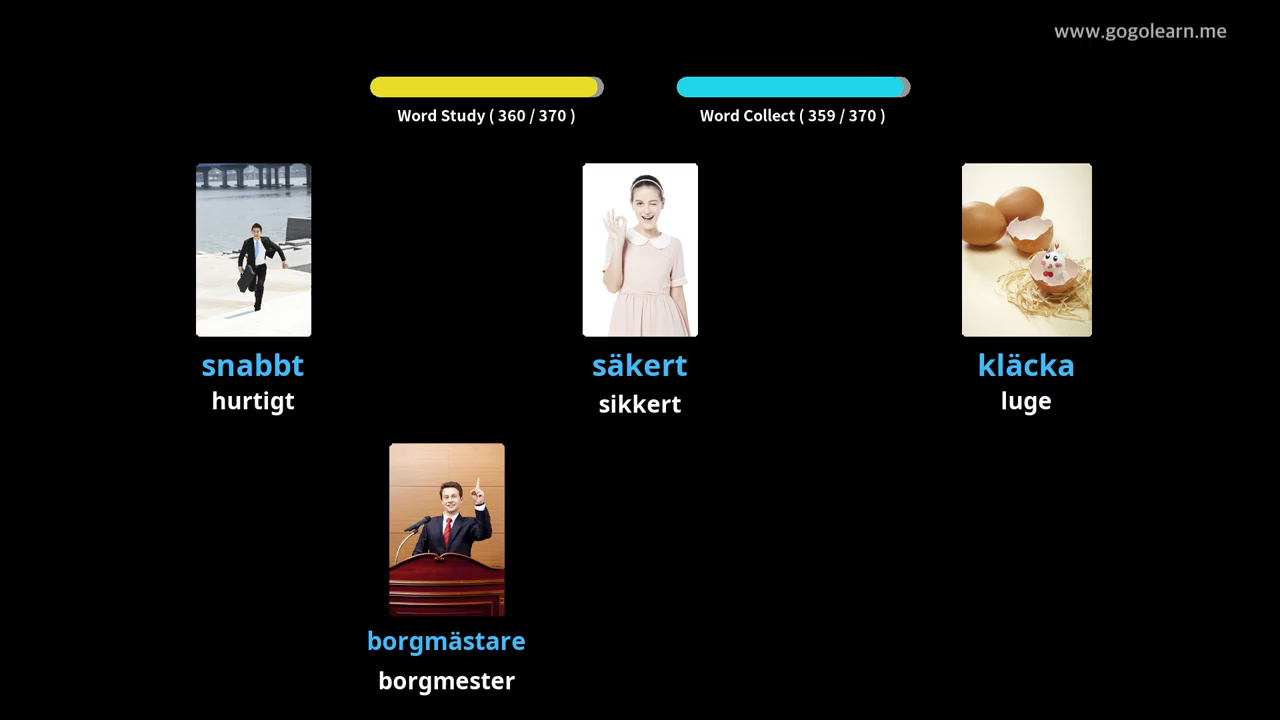 www.gogolearn.me
Word Study ( 360 / 370 )
Word Collect ( 359 / 370 )
snabbt
hurtigt
säkert
sikkert
kläcka
luge
borgmästare
borgmester